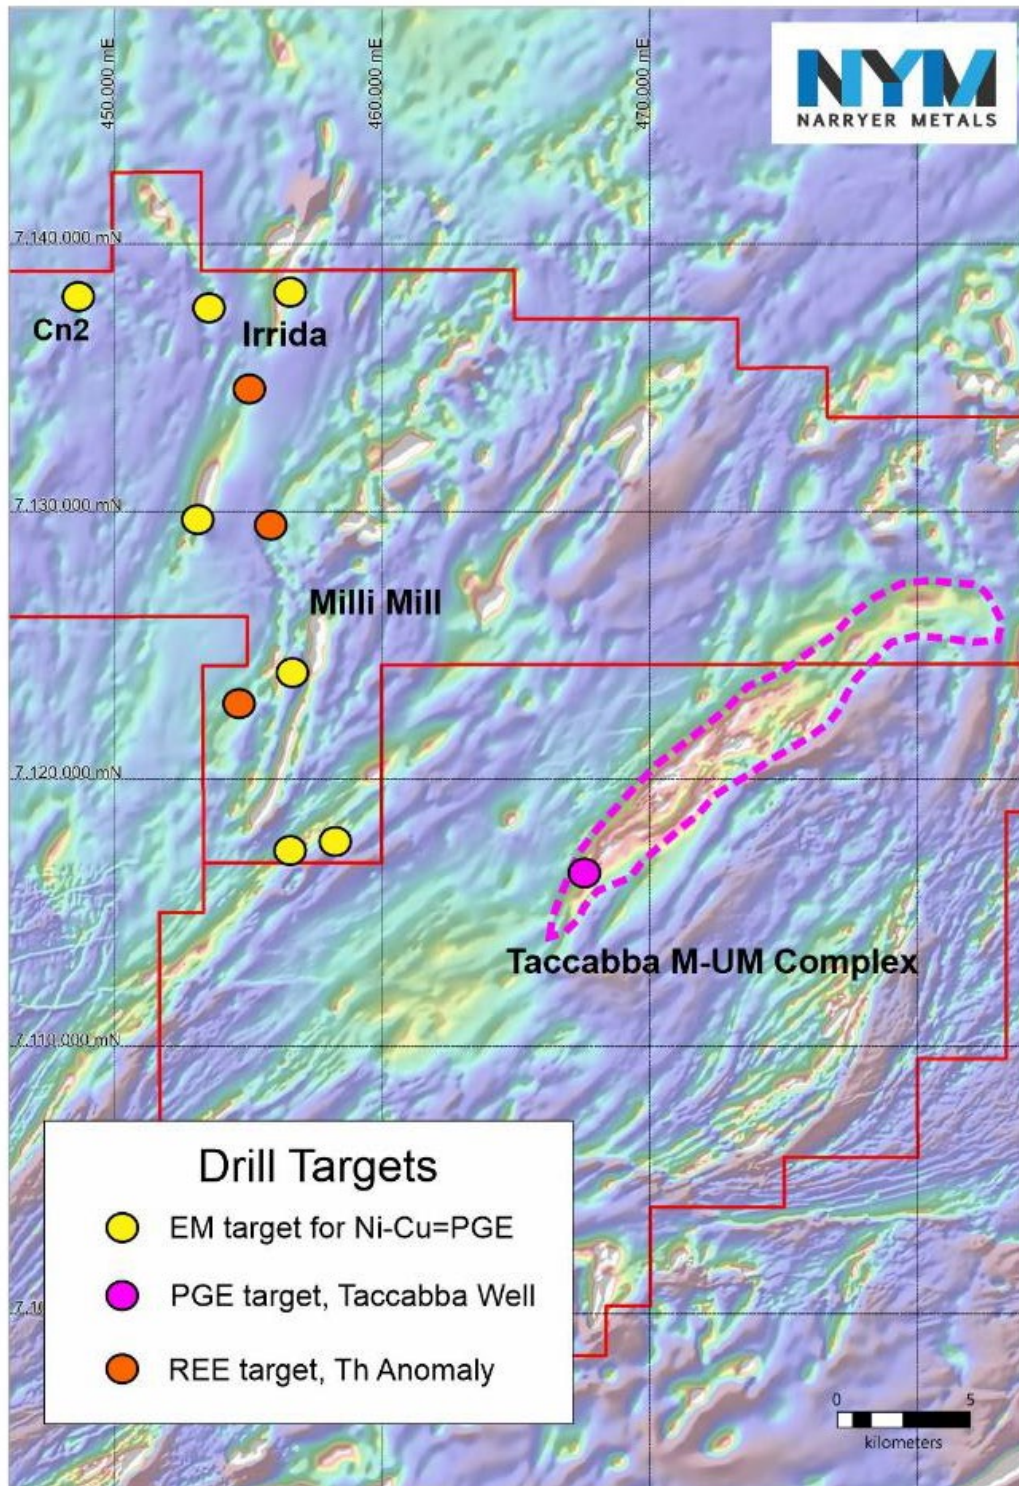 450,000 mE
460,000 mE
470,000 mE
NYM
NARRYER METALS
7,140,000 mN
Cn2
Irrida
7,130,000 mN
Milli Mill
7,120,000 mN
Taccabba M-UM Complex
7,110,000 mN
Drill Targets
EM target for Ni-Cu=PGE
PGE target, Taccabba Well
REE target, Th Anomaly
0 5
kilometers